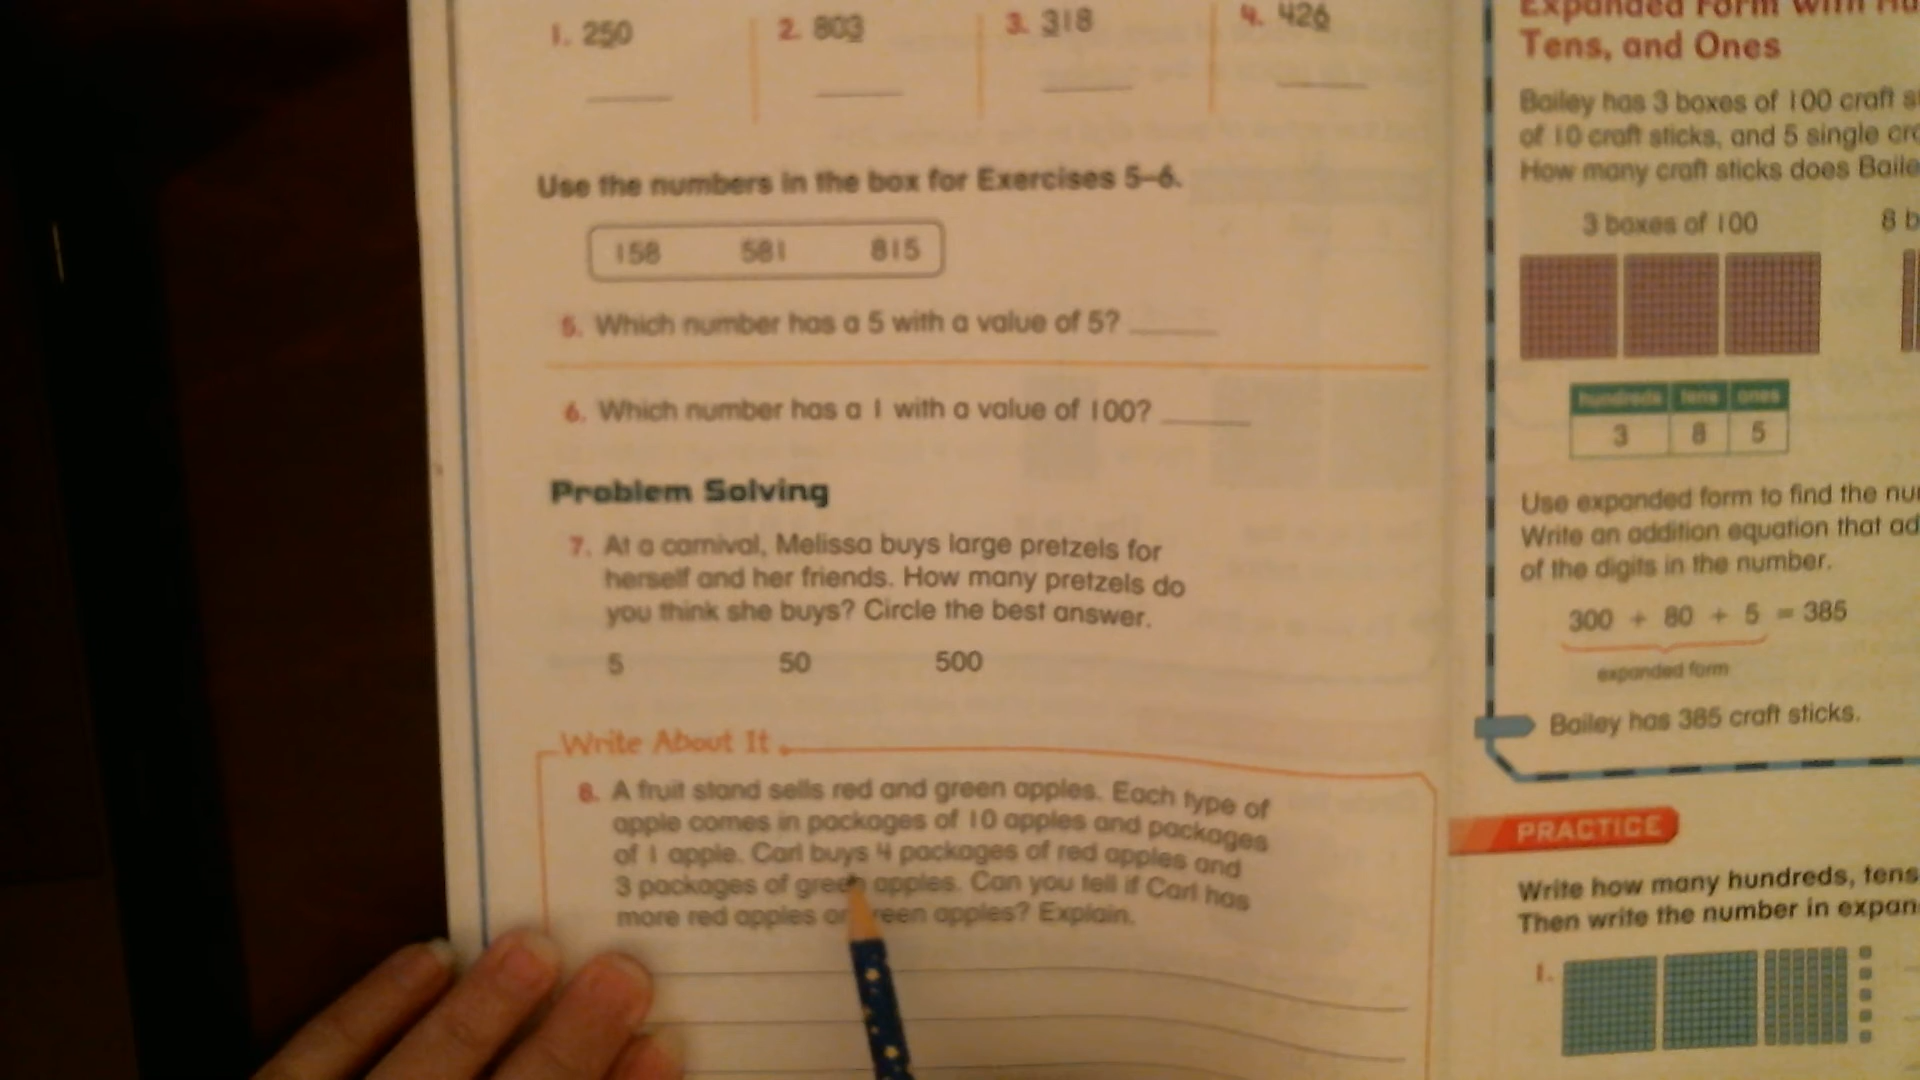 1. 250
2. 803
3. 318
4. 426
Use the numbers in the box for Exercises 5–6.
158 581 815
5. Which number has a 5 with a value of 5?
6. Which number has a 1 with a value of 100?
Problem Solving
7. At a carnival, Melissa buys large pretzels for
herself and her friends. How many pretzels do
you think she buys? Circle the best answer.
5 50 500
Write About It
8. A fruit stand sells red and green apples. Each type of
apple comes in packages of 10 apples and packages
of 1 apple. Carl buys 4 packages of red apples and
3 packages of green apples. Can you tell if Carl has
more red apples or green apples? Explain.
Expanded Form with
Tens, and Ones
Bailey has 3 boxes of 100 craft
of 10 craft sticks, and 5 single
How many craft sticks does
3 boxes of 100
8
hundreds tens ones
3 8 5
Use expanded form to find the
Write an addition equation that
of the digits in the number.
300 + 80 + 5 = 385
expanded form
Bailey has 385 craft sticks.
PRACTICE
Write how many hundreds, tens
Then write the number in
1.